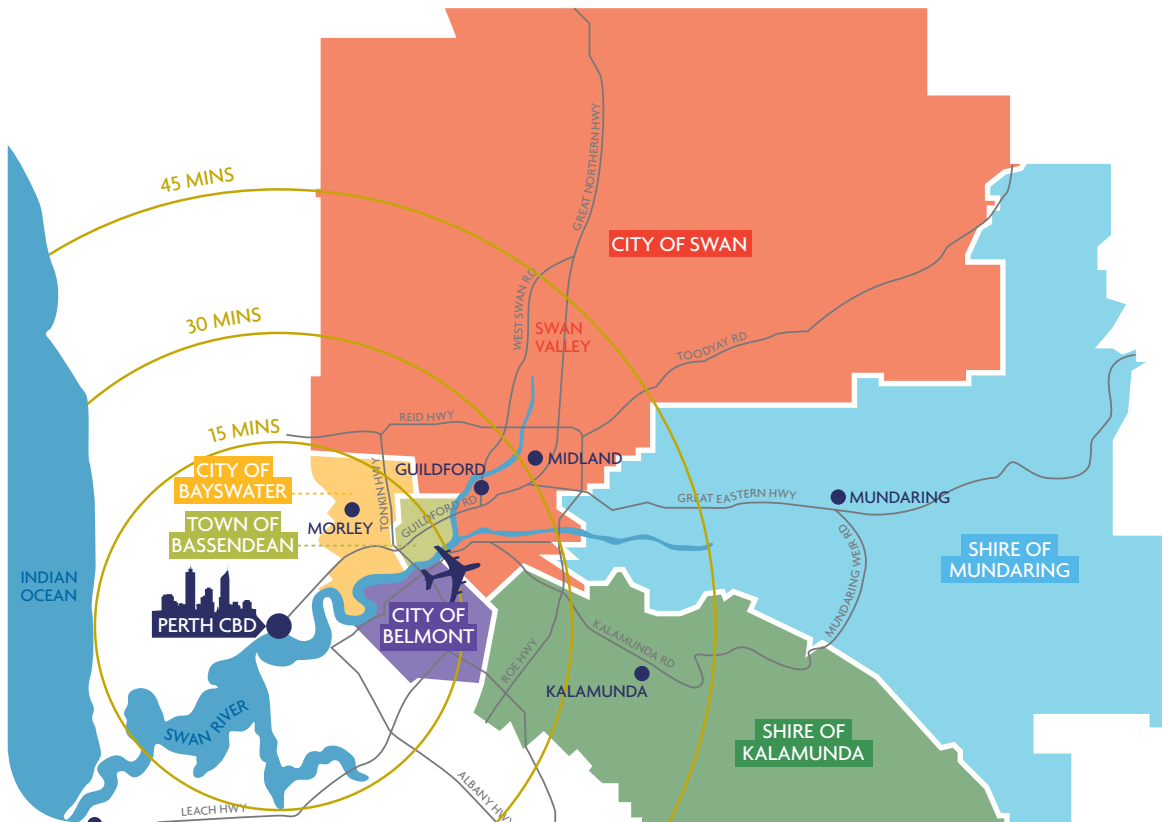 45 MINS
GREAT NORTHERN HWY
CITY OF SWAN
30 MINS
WEST SWAN RD
SWAN
VALLEY
TOODYAY RD
REID HWY
15 MINS
CITY OF
BAYSWATER
TONKIN HWY
GUILDFORD
MIDLAND
GREAT EASTERN HWY
MUNDARING
MORLEY
GUILDFORD RD
TOWN OF
BASSENDEAN
MUNDARING WEIR RD
SHIRE OF
MUNDARING
INDIAN
OCEAN
PERTH CBD
CITY OF
BELMONT
KALAMUNDA RD
ROE HWY
KALAMUNDA
SWAN RIVER
SHIRE OF
KALAMUNDA
ALBANY HWY
LEACH HWY